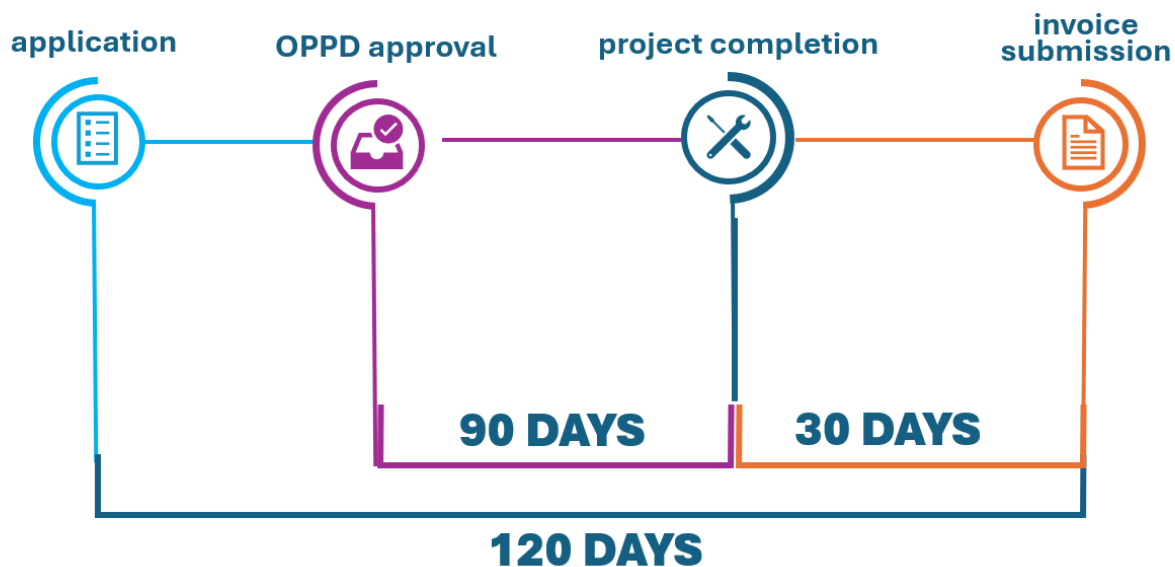 application
OPPD approval
project completion
invoice
submission
90 DAYS
30 DAYS
120 DAYS